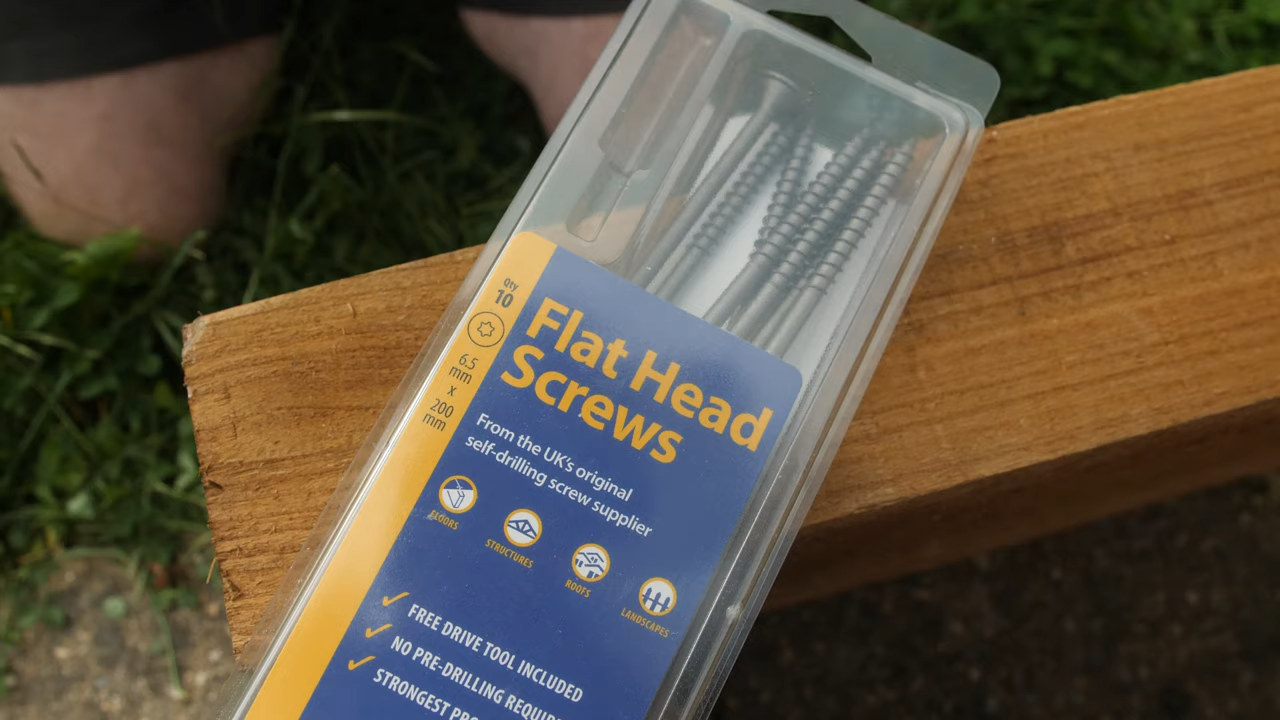 Qty
10
6.5
mm
x
200
mm
Flat Head
Screws
From the UK's original
self-drilling screw supplier
FLOORS
STRUCTURES
ROOFS
LANDSCAPES
FREE DRIVE TOOL INCLUDED
NO PRE-DRILLING
STRONGEST